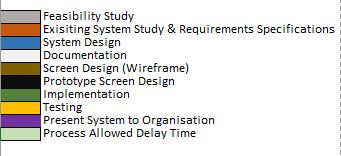 Feasibility Study
Exisiting System Study & Requirements Specifications
System Design
Documentation
Screen Design (Wireframe)
Prototype Screen Design
Implementation
Testing
Present System to Organisation
Process Allowed Delay Time